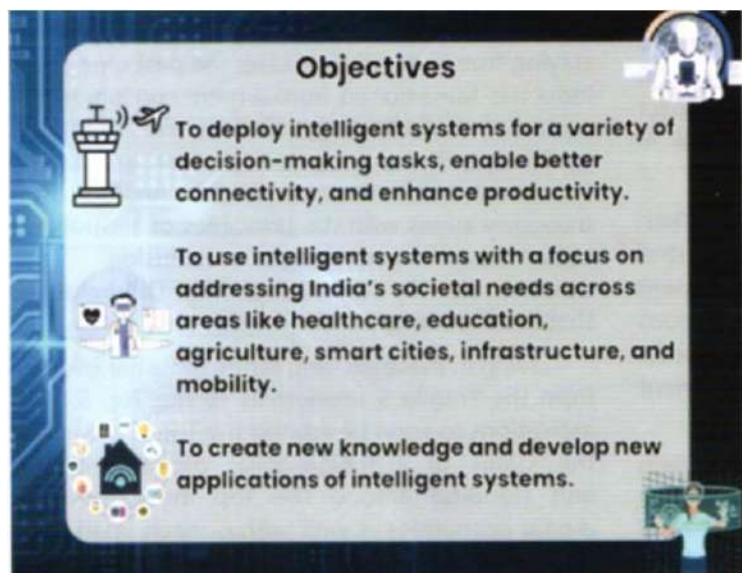 Objectives
To deploy intelligent systems for a variety of
decision-making tasks, enable better
connectivity, and enhance productivity.
To use intelligent systems with a focus on
addressing India's societal needs across
areas like healthcare, education,
agriculture, smart cities, infrastructure, and
mobility.
To create new knowledge and develop new
applications of intelligent systems.